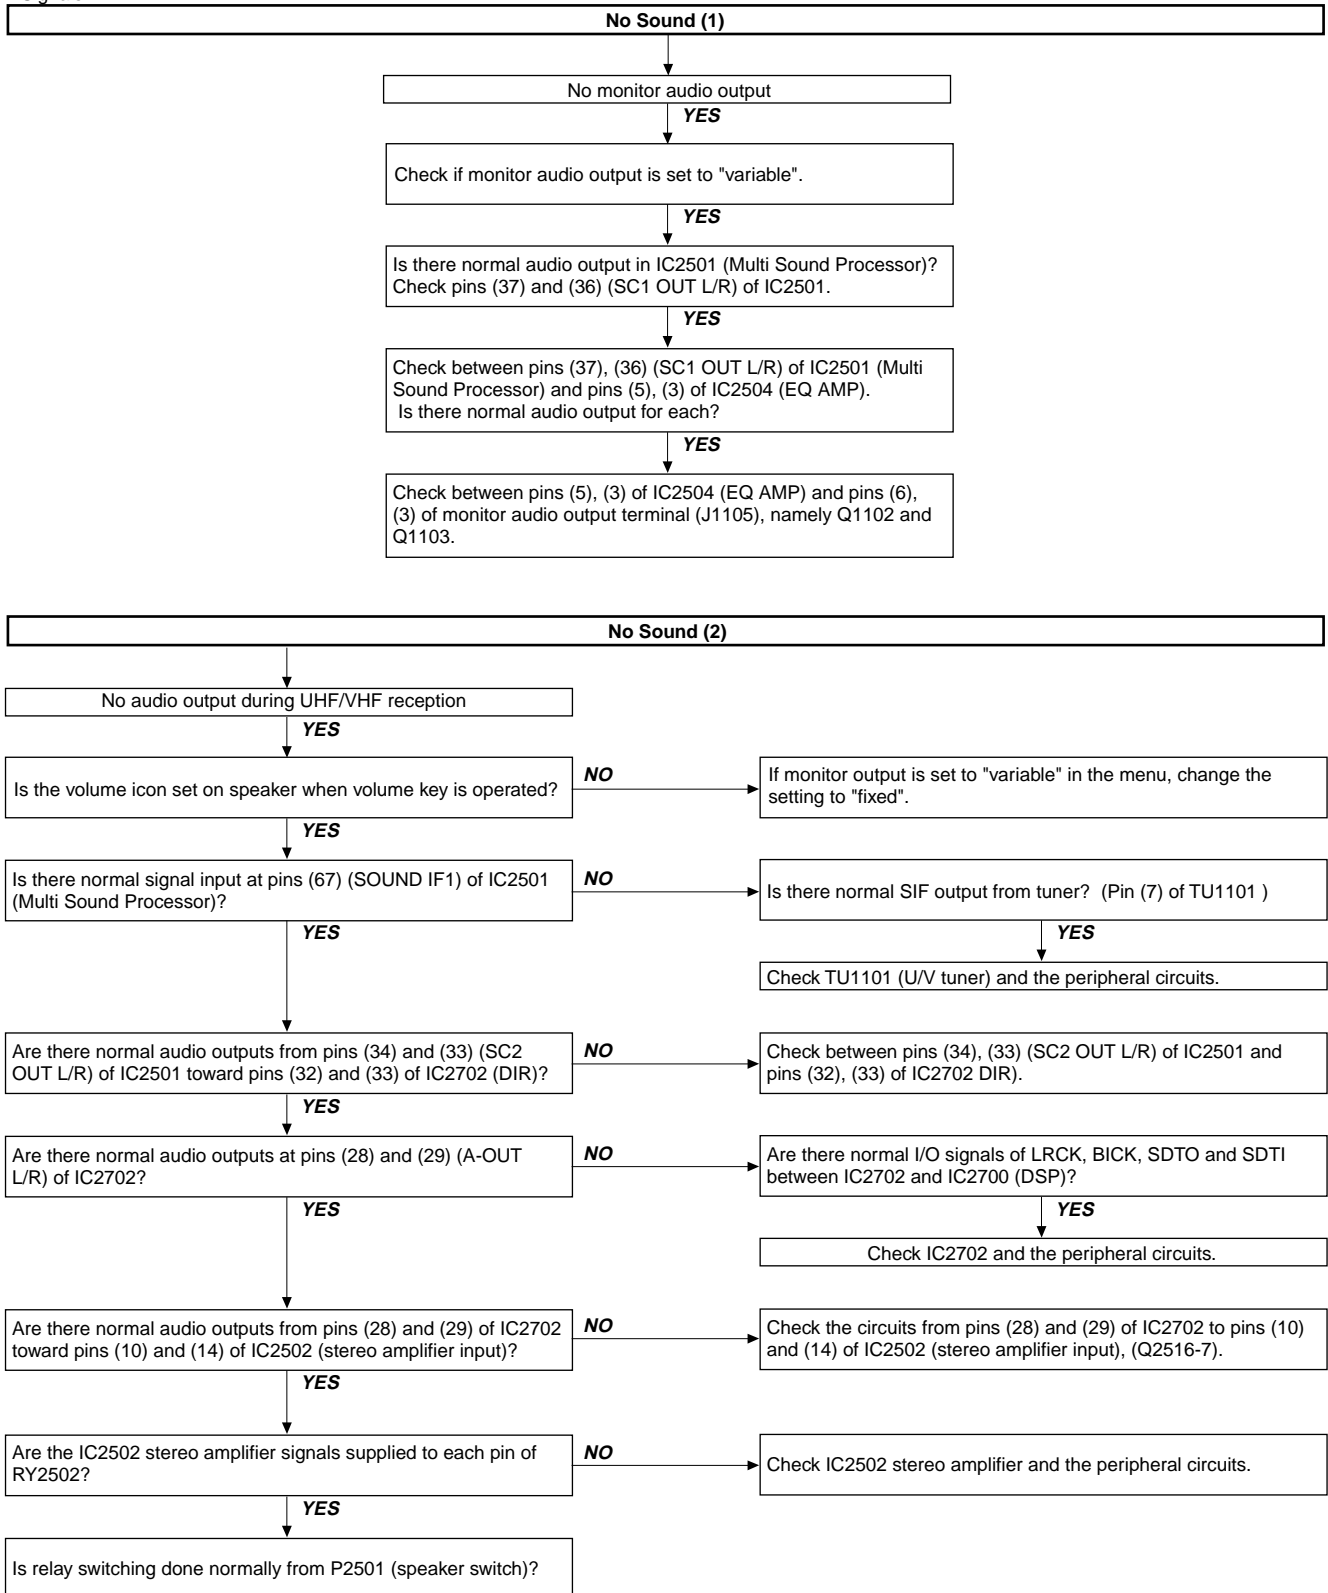 No Sound (1)
No monitor audio output
YES
Check if monitor audio output is set to "variable".
YES
Is there normal audio output in IC2501 (Multi Sound Processor)?
Check pins (37) and (36) (SC1 OUT L/R) of IC2501.
YES
Check between pins (37), (36) (SC1 OUT L/R) of IC2501 (Multi
Sound Processor) and pins (5), (3) of IC2504 (EQ AMP).
Is there normal audio output for each?
YES
Check between pins (5), (3) of IC2504 (EQ AMP) and pins (6),
(3) of monitor audio output terminal (J1105), namely Q1102 and
Q1103.
No Sound (2)
No audio output during UHF/VHF reception
YES
Is the volume icon set on speaker when volume key is operated?
NO
If monitor output is set to "variable" in the menu, change the
setting to "fixed".
YES
Is there normal signal input at pins (67) (SOUND IF1) of IC2501
(Multi Sound Processor)?
NO
Is there normal SIF output from tuner? (Pin (7) of TU1101 )
YES
YES
Check TU1101 (U/V tuner) and the peripheral circuits.
Are there normal audio outputs from pins (34) and (33) (SC2
OUT L/R) of IC2501 toward pins (32) and (33) of IC2702 (DIR)?
NO
Check between pins (34), (33) (SC2 OUT L/R) of IC2501 and
pins (32), (33) of IC2702 DIR).
YES
Are there normal audio outputs at pins (28) and (29) (A-OUT
L/R) of IC2702?
NO
Are there normal I/O signals of LRCK, BICK, SDTO and SDTI
between IC2702 and IC2700 (DSP)?
YES
YES
Check IC2702 and the peripheral circuits.
Are there normal audio outputs from pins (28) and (29) of IC2702
toward pins (10) and (14) of IC2502 (stereo amplifier input)?
NO
Check the circuits from pins (28) and (29) of IC2702 to pins (10)
and (14) of IC2502 (stereo amplifier input), (Q2516-7).
YES
Are the IC2502 stereo amplifier signals supplied to each pin of
RY2502?
NO
Check IC2502 stereo amplifier and the peripheral circuits.
YES
Is relay switching done normally from P2501 (speaker switch)?